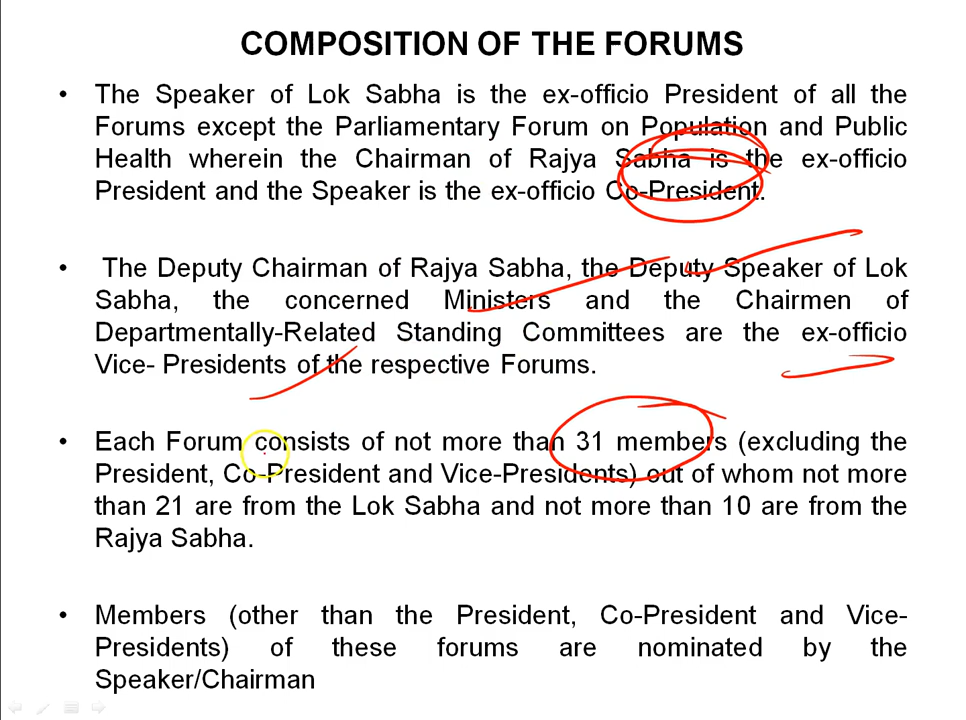 COMPOSITION OF THE FORUMS
• The Speaker of Lok Sabha is the ex-officio President of all the
Forums except the Parliamentary Forum on Population and Public
Health wherein the Chairman of Rajya Sabha is the ex-officio
President and the Speaker is the ex-officio Co-President.
• The Deputy Chairman of Rajya Sabha, the Deputy Speaker of Lok
Sabha, the concerned Ministers and the Chairmen of
Departmentally-Related Standing Committees are the ex-officio
Vice- Presidents of the respective Forums.
• Each Forum consists of not more than 31 members (excluding the
President, Co-President and Vice-Presidents) out of whom not more
than 21 are from the Lok Sabha and not more than 10 are from the
Rajya Sabha.
• Members (other than the President, Co-President and Vice-
Presidents) of these forums are nominated by the
Speaker/Chairman